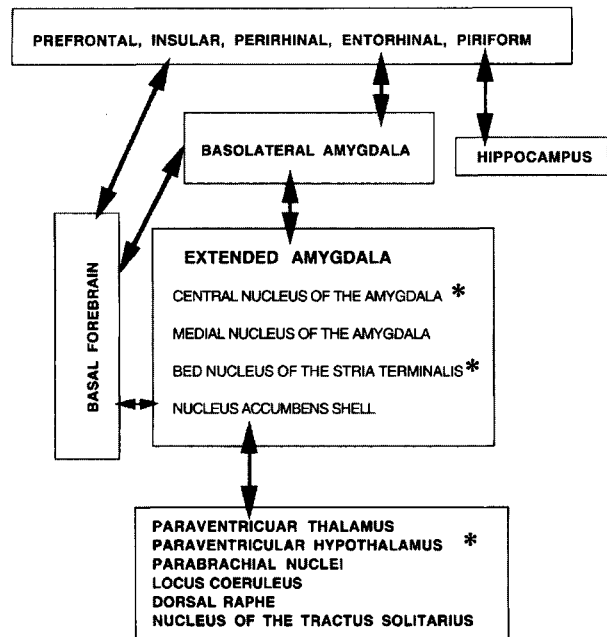 PREFRONTAL, INSULAR, PERIRHINAL, ENTORHINAL, PIRIFORM
BASOLATERAL AMYGDALA
HIPPOCAMPUS
BASAL FOREBRAIN
EXTENDED AMYGDALA
CENTRAL NUCLEUS OF THE AMYGDALA *
MEDIAL NUCLEUS OF THE AMYGDALA
BED NUCLEUS OF THE STRIA TERMINALIS *
NUCLEUS ACCUMBENS SHELL
PARAVENTRICUAR THALAMUS
PARAVENTRICULAR HYPOTHALAMUS *
PARABRACHIAL NUCLEI
LOCUS COERULEUS
DORSAL RAPHE
NUCLEUS OF THE TRACTUS SOLITARIUS